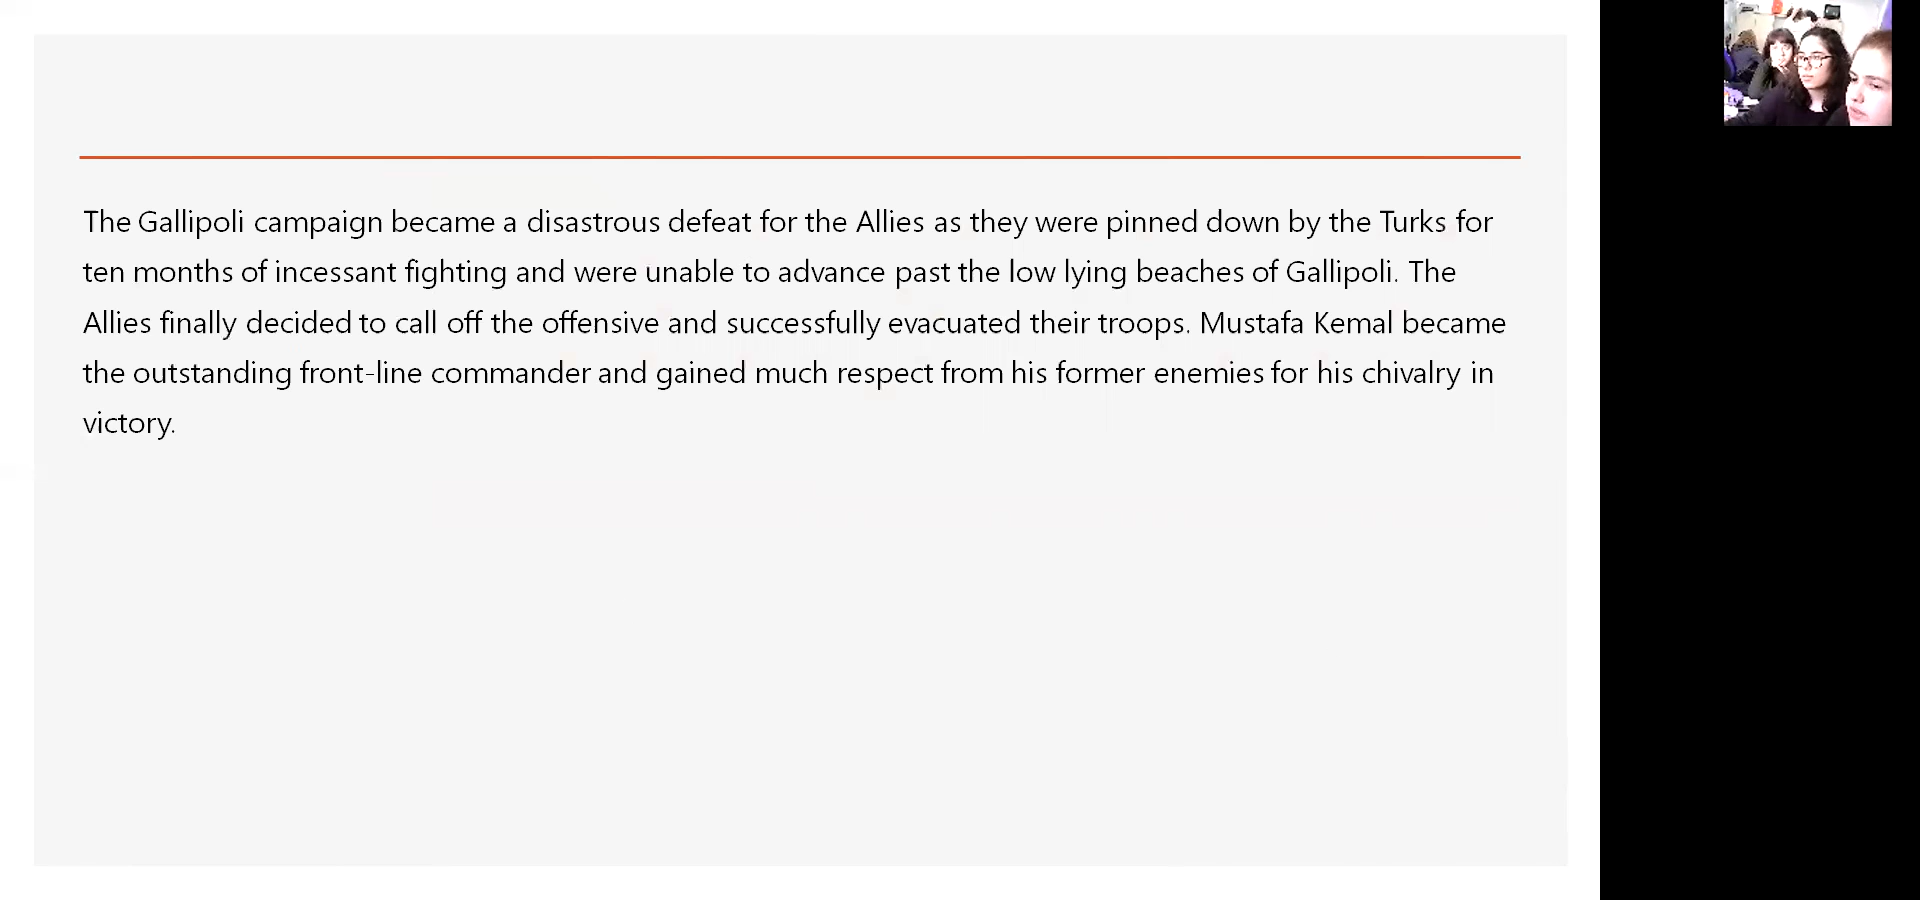 The Gallipoli campaign became a disastrous defeat for the Allies as they were pinned down by the Turks for
ten months of incessant fighting and were unable to advance past the low lying beaches of Gallipoli. The
Allies finally decided to call off the offensive and successfully evacuated their troops. Mustafa Kemal became
the outstanding front-line commander and gained much respect from his former enemies for his chivalry in
victory.